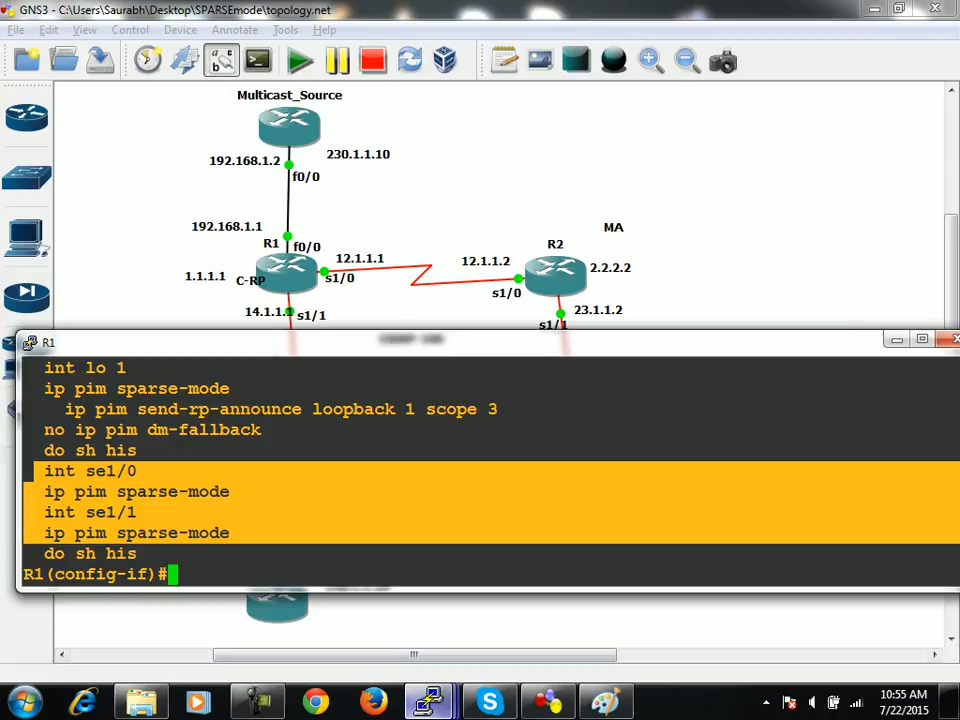 GNS3 - C:\Users\Saurabh\Desktop\SPARSEmode\topology.net
File Edit View Control Device Annotate Tools Help
Multicast_Source
192.168.1.2
230.1.1.10
f0/0
192.168.1.1
R1
f0/0
12.1.1.1
1.1.1.1
C-RP
s1/0
14.1.1.1
s1/1
MA
R2
12.1.1.2
2.2.2.2
s1/0
23.1.1.2
s1/1
R1
int lo 1
ip pim sparse-mode
ip pim send-rp-announce loopback 1 scope 3
no ip pim dm-fallback
do sh his
int se1/0
ip pim sparse-mode
int se1/1
ip pim sparse-mode
do sh his
R1(config-if)#
10:55 AM
7/22/2015